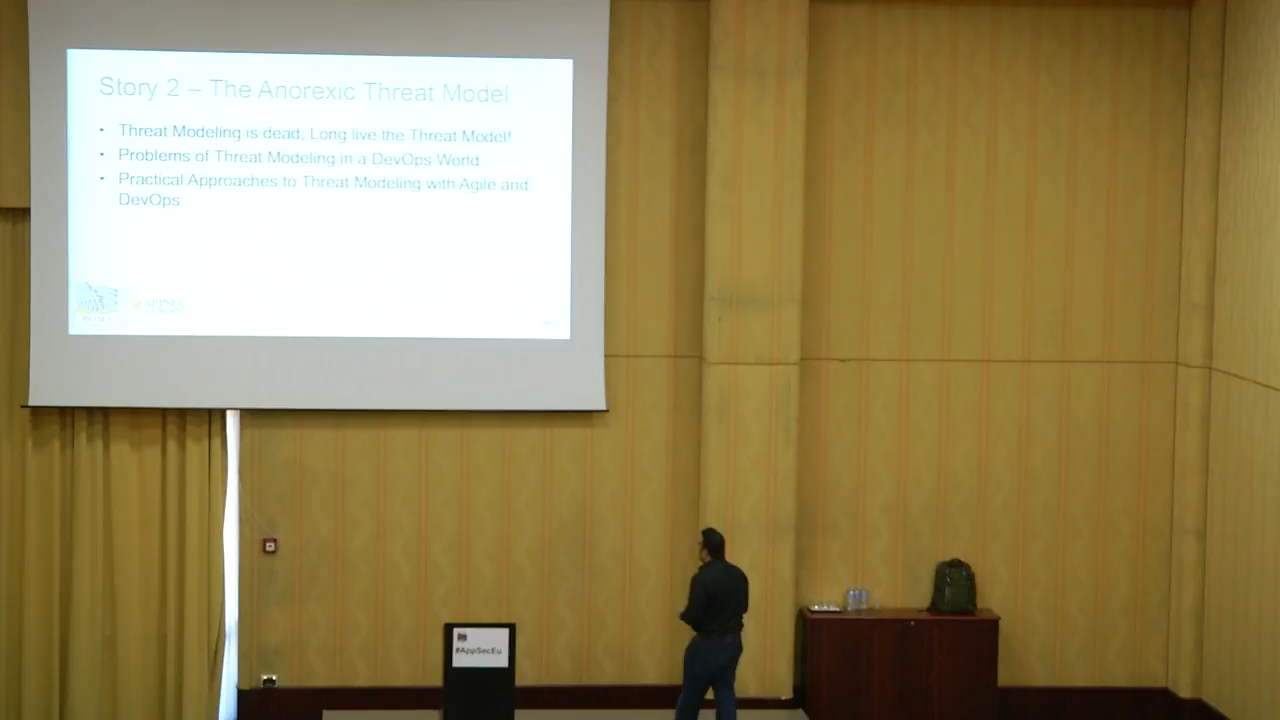 Story 2 – The Anorexic Threat Model
• Threat Modeling is dead, Long live the Threat Model!
• Problems of Threat Modeling in a DevOps World
• Practical Approaches to Threat Modeling with Agile and
DevOps
#AppSecEu